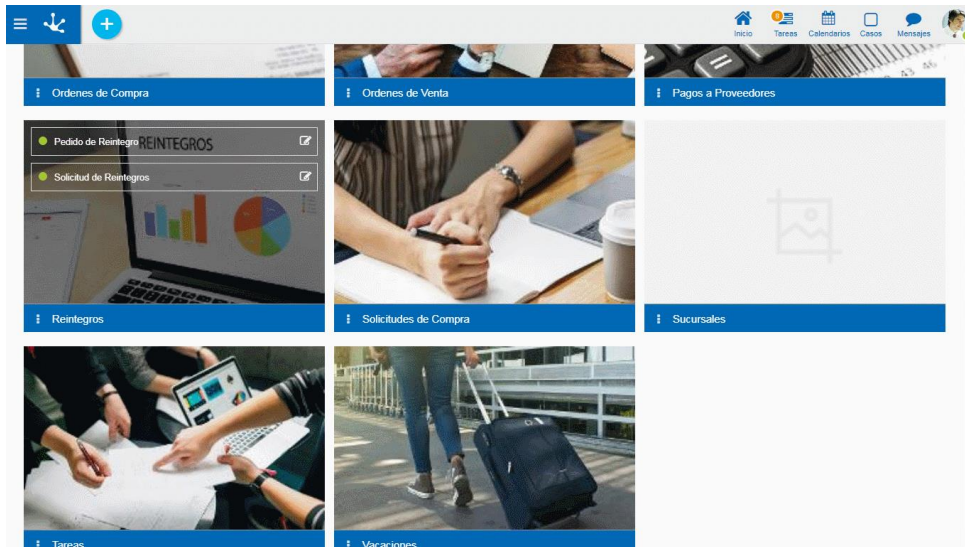 Inicio
Tareas
Calendarios
Casos
Mensajes
Ordenes de Compra
Ordenes de Venta
Pagos a Proveedores
Pedido de Reintegro
REINTEGROS
Solicitud de Reintegros
Reintegros
Solicitudes de Compra
Sucursales
Tareas
Vacaciones